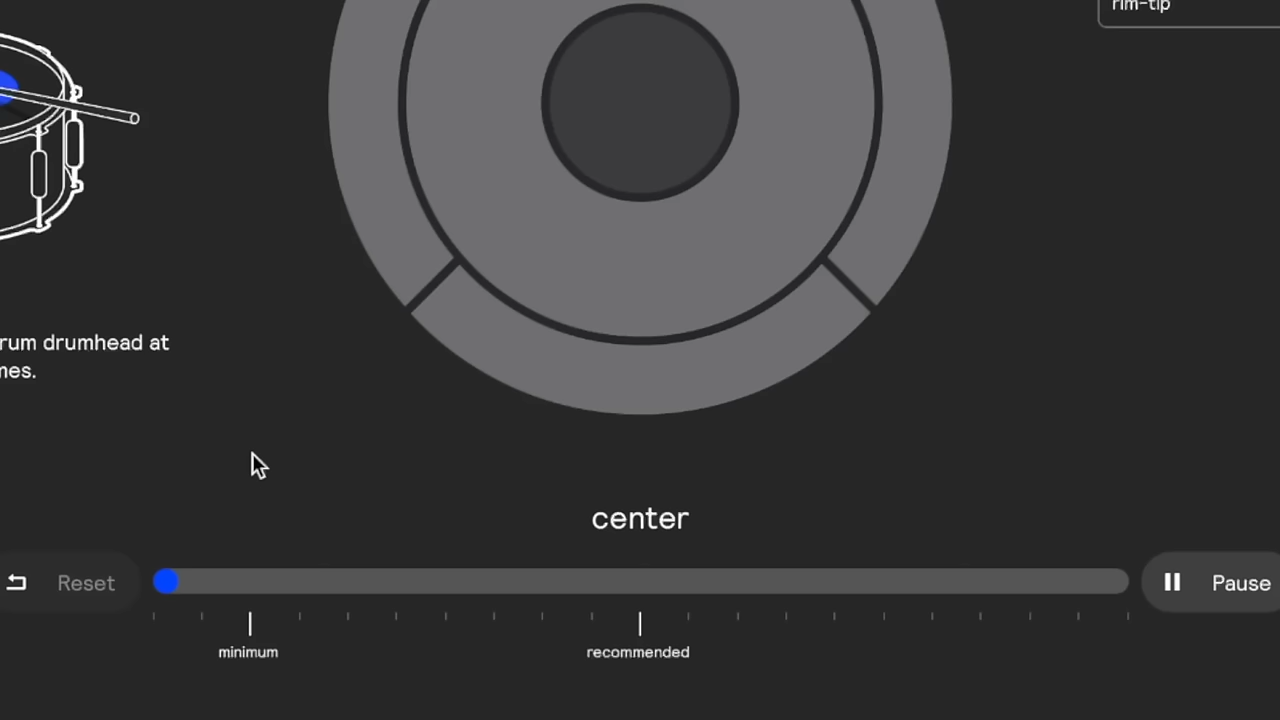 rim-tip
rum drumhead at
nes.
center
Reset
Pause
minimum
recommended